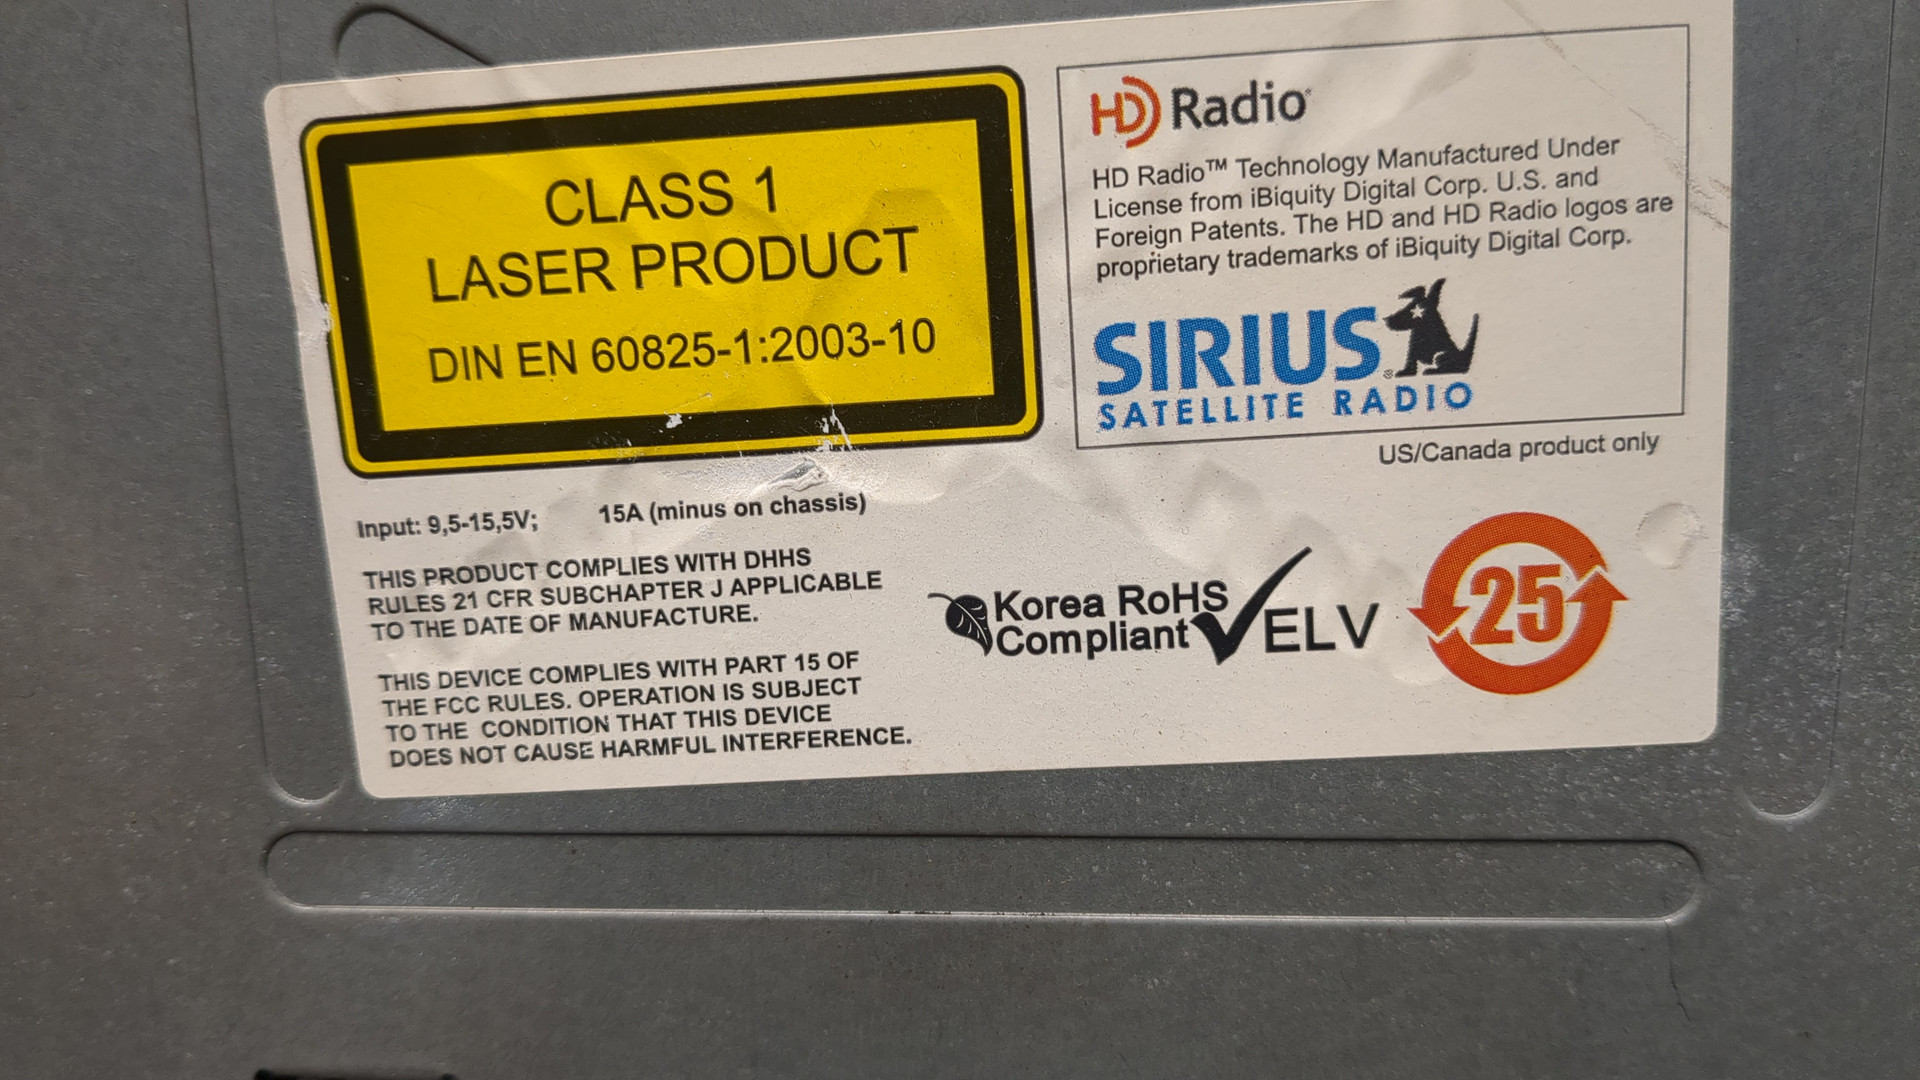 CLASS 1
LASER PRODUCT
DIN EN 60825-1:2003-10
HD Radio
HD Radio™ Technology Manufactured Under
License from iBiquity Digital Corp. U.S. and
Foreign Patents. The HD and HD Radio logos are
proprietary trademarks of iBiquity Digital Corp.
SIRIUS®
SATELLITE RADIO
US/Canada product only
Input: 9,5-15,5V; 15A (minus on chassis)
THIS PRODUCT COMPLIES WITH DHHS
RULES 21 CFR SUBCHAPTER J APPLICABLE
TO THE DATE OF MANUFACTURE.
THIS DEVICE COMPLIES WITH PART 15 OF
THE FCC RULES. OPERATION IS SUBJECT
TO THE CONDITION THAT THIS DEVICE
DOES NOT CAUSE HARMFUL INTERFERENCE.
Korea RoHS
Compliant
ELV
25